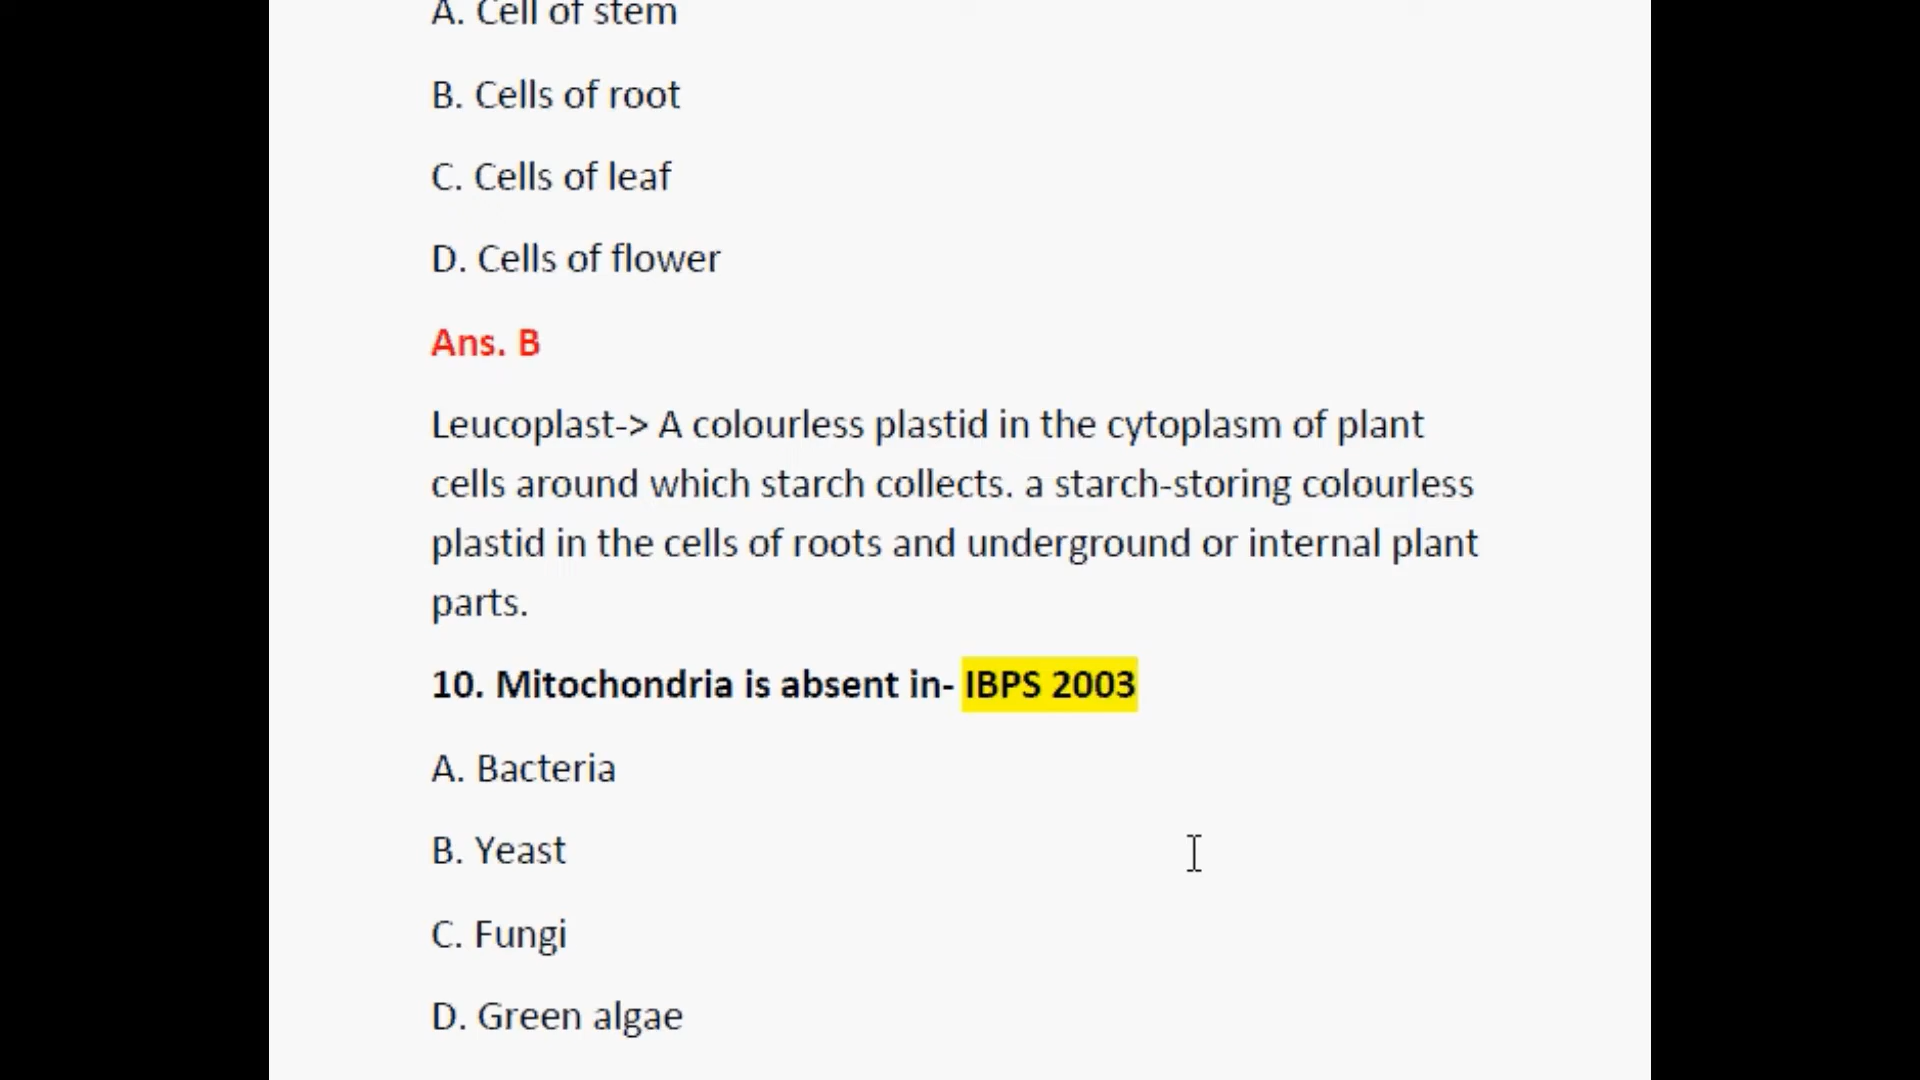 A. Cell of stem
B. Cells of root
C. Cells of leaf
D. Cells of flower
Ans. B
Leucoplast-> A colourless plastid in the cytoplasm of plant
cells around which starch collects. a starch-storing colourless
plastid in the cells of roots and underground or internal plant
parts.
10. Mitochondria is absent in- IBPS 2003
A. Bacteria
B. Yeast
C. Fungi
D. Green algae